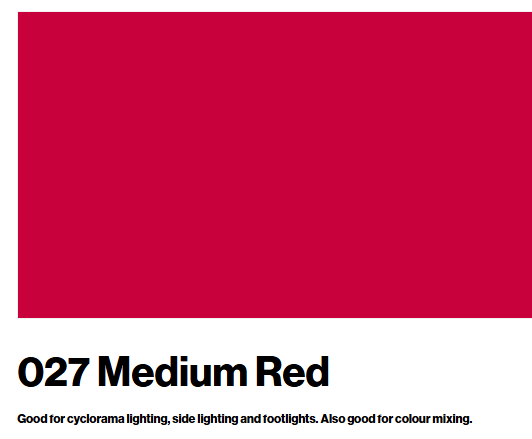 027 Medium Red
Good for cyclorama lighting, side lighting and footlights. Also good for colour mixing.